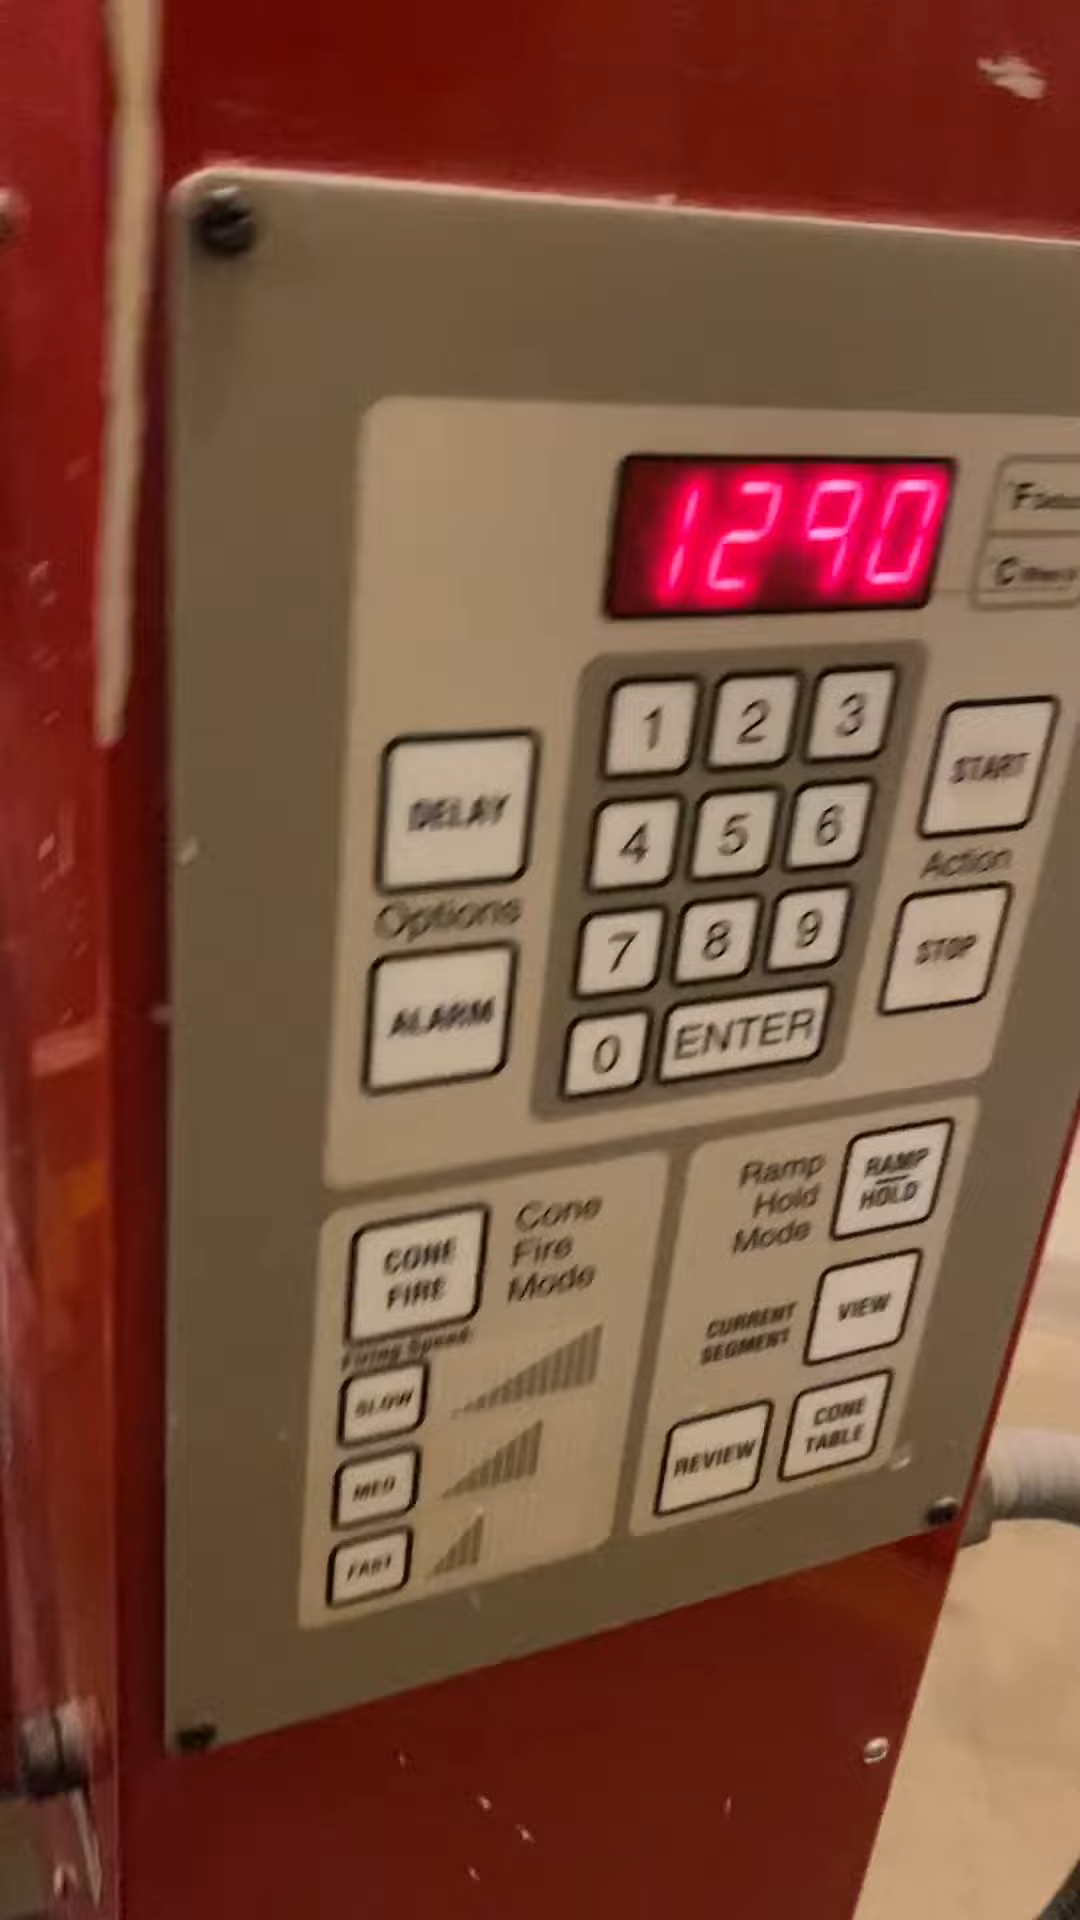 1290
°F
°C
1 2 3
4 5 6
7 8 9
0 ENTER
DELAY
Options
ALARM
START
Action
STOP
CONE
FIRE
Cone
Fire
Mode
Firing Speed
SLOW
MED
FAST
Ramp
Hold
Mode
RAMP
HOLD
CURRENT
SEGMENT
VIEW
REVIEW
CONE
TABLE